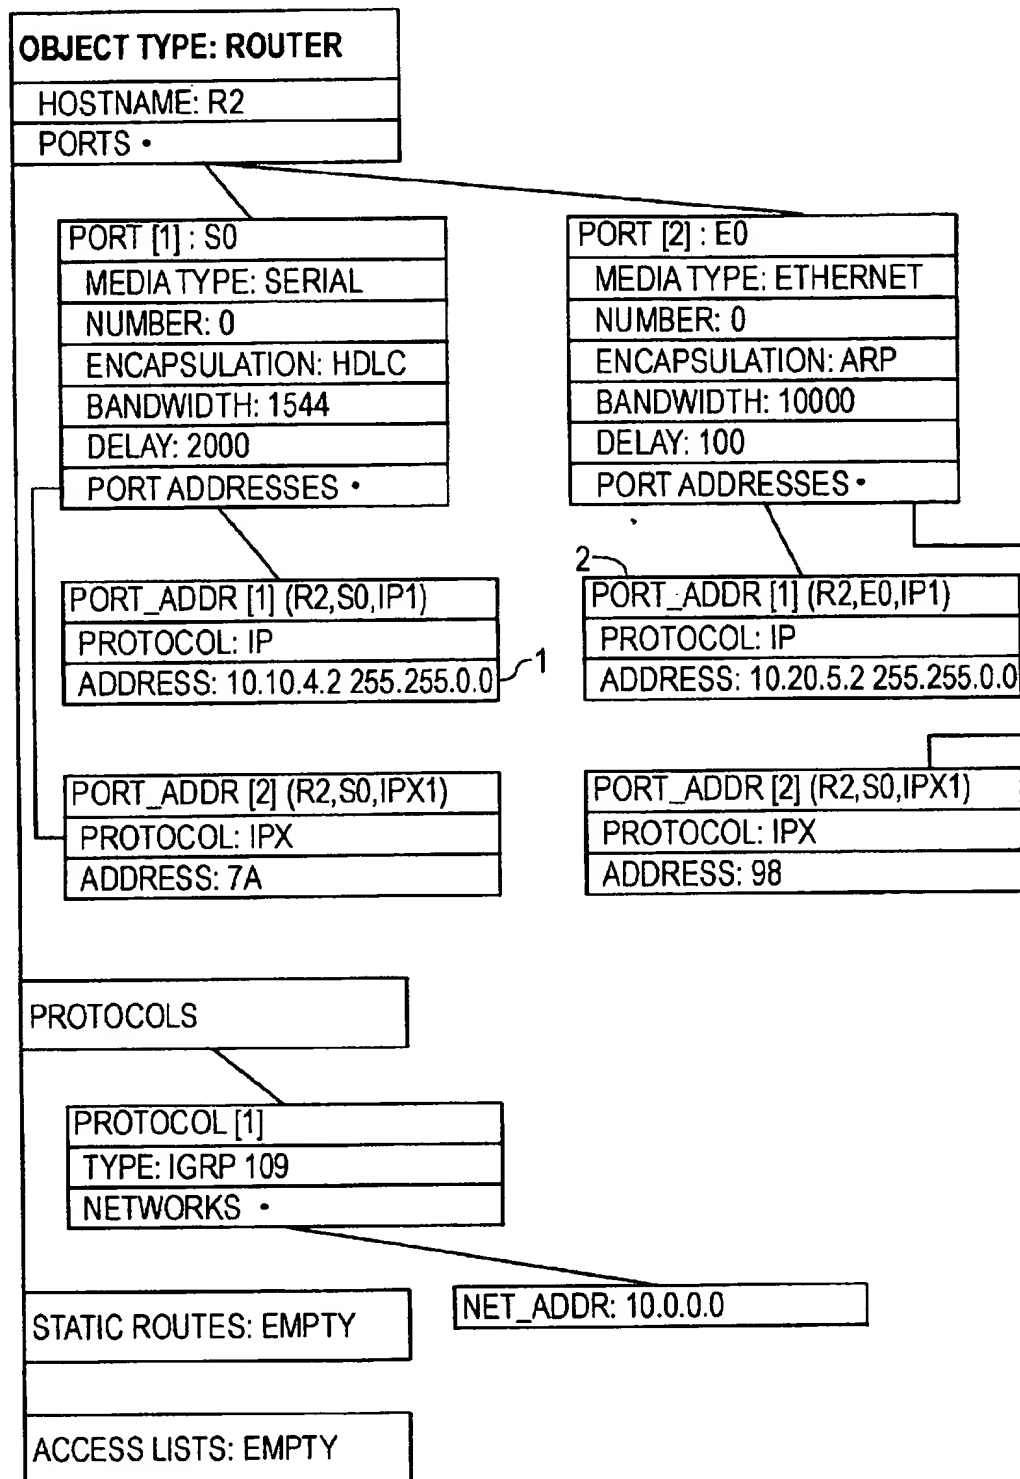 OBJECT TYPE: ROUTER
HOSTNAME: R2
PORTS •
PORT [1] : S0
MEDIA TYPE: SERIAL
NUMBER: 0
ENCAPSULATION: HDLC
BANDWIDTH: 1544
DELAY: 2000
PORT ADDRESSES •
PORT [2] : E0
MEDIA TYPE: ETHERNET
NUMBER: 0
ENCAPSULATION: ARP
BANDWIDTH: 10000
DELAY: 100
PORT ADDRESSES •
PORT_ADDR [1] (R2,S0,IP1)
PROTOCOL: IP
ADDRESS: 10.10.4.2 255.255.0.0
1
2
PORT_ADDR [1] (R2,E0,IP1)
PROTOCOL: IP
ADDRESS: 10.20.5.2 255.255.0.0
PORT_ADDR [2] (R2,S0,IPX1)
PROTOCOL: IPX
ADDRESS: 7A
PORT_ADDR [2] (R2,S0,IPX1)
PROTOCOL: IPX
ADDRESS: 98
PROTOCOLS
PROTOCOL [1]
TYPE: IGRP 109
NETWORKS •
NET_ADDR: 10.0.0.0
STATIC ROUTES: EMPTY
ACCESS LISTS: EMPTY